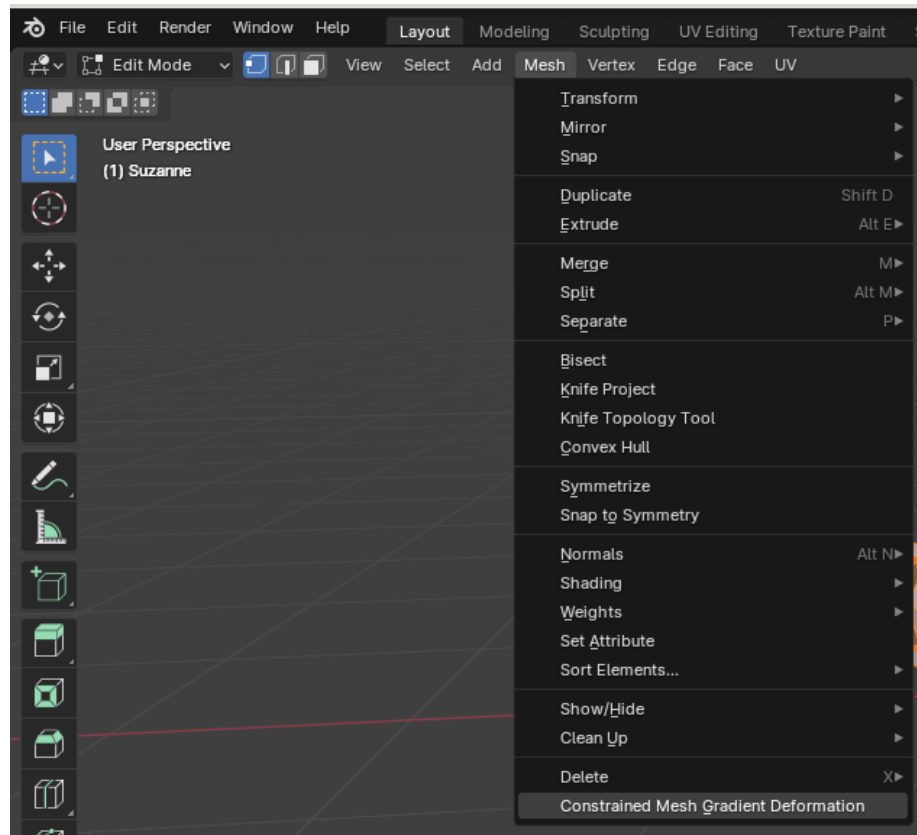 File Edit Render Window Help Layout Modeling Sculpting UV Editing Texture Paint
Edit Mode View Select Add Mesh Vertex Edge Face UV
User Perspective
(1) Suzanne
Transform
Mirror
Snap
Duplicate Shift D
Extrude Alt E
Merge M
Split Alt M
Separate P
Bisect
Knife Project
Knife Topology Tool
Convex Hull
Symmetrize
Snap to Symmetry
Normals Alt N
Shading
Weights
Set Attribute
Sort Elements...
Show/Hide
Clean Up
Delete X
Constrained Mesh Gradient Deformation